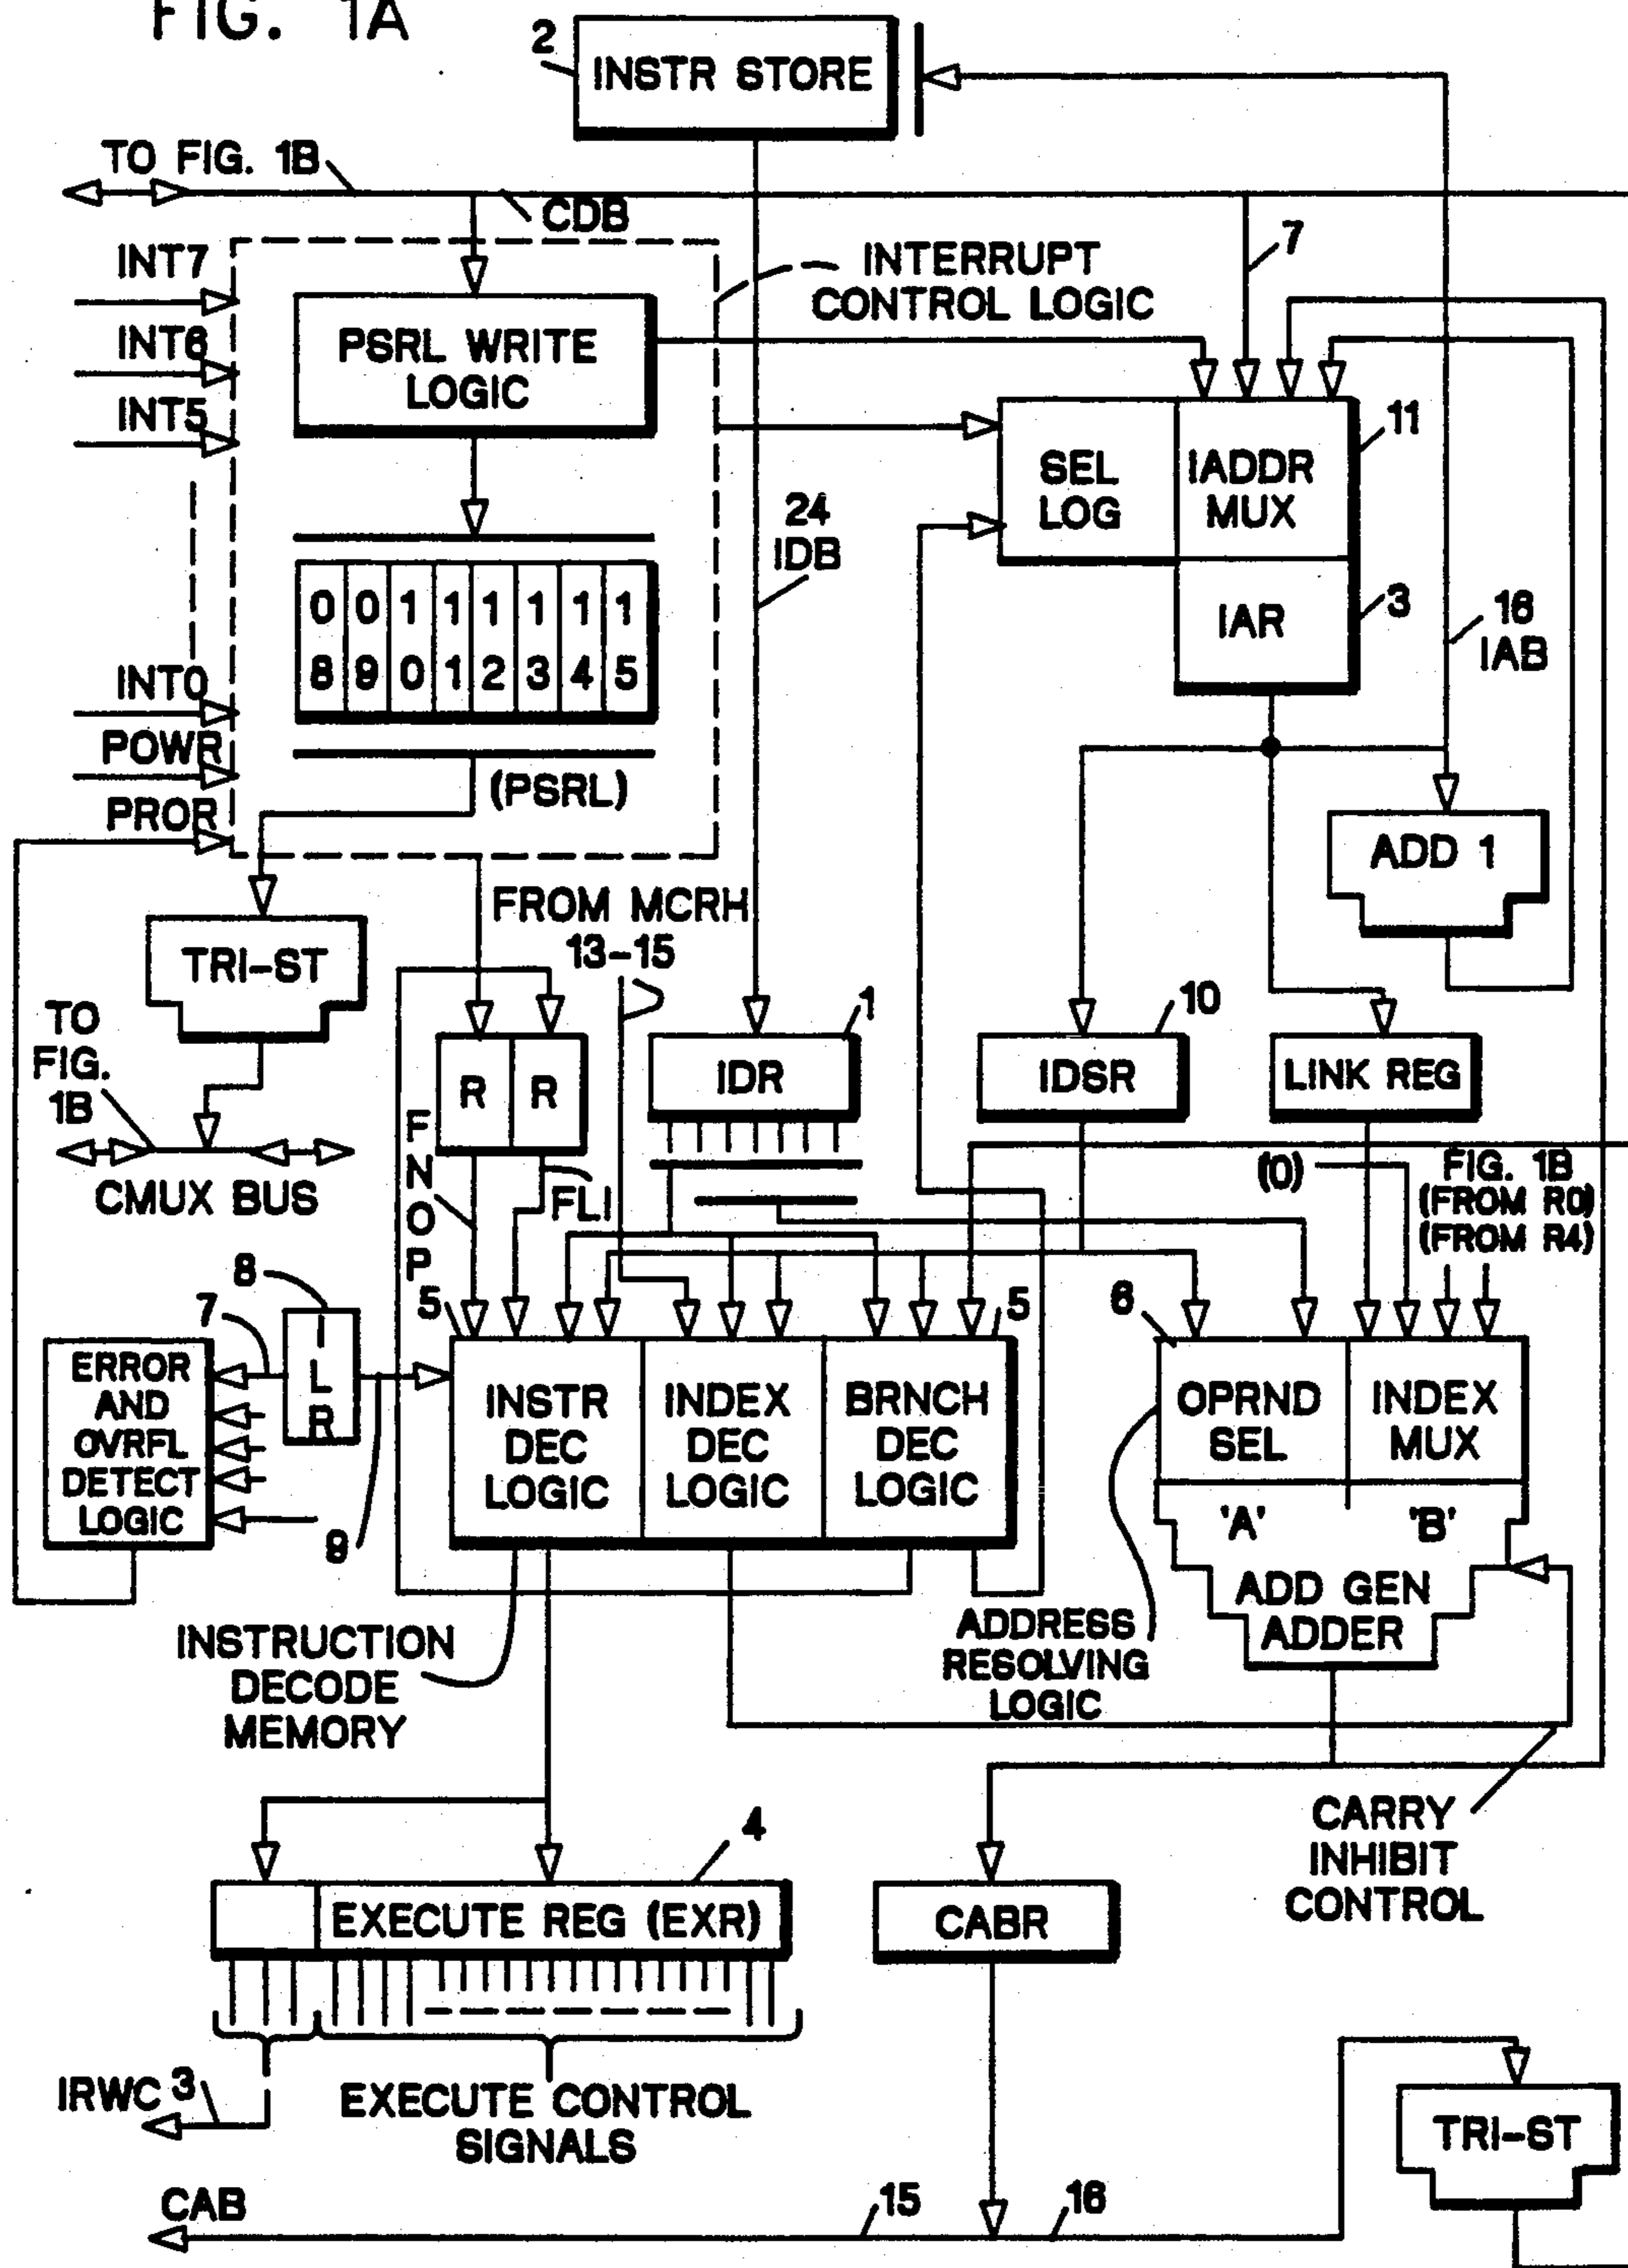 FIG. 1A
2
INSTR STORE
TO FIG. 1B
CDB
INT7
INT6
INT5
INT0
POWR
PROR
INTERRUPT
CONTROL LOGIC
7
PSRL WRITE
LOGIC
0 0 1 1 1 1 1 1
8 9 0 1 2 3 4 5
(PSRL)
24
IDB
SEL
LOG
IADDR
MUX
11
IAR
3
16
IAB
ADD 1
TRI-ST
FROM MCRH
13-15
TO
FIG.
1B
CMUX BUS
R R
FNOP
FLI
IDR
1
IDSR
10
LINK REG
(0)
FIG. 1B
(FROM R0)
(FROM R4)
8
7
ILR
9
ERROR
AND
OVRFL
DETECT
LOGIC
5
INSTR
DEC
LOGIC
INDEX
DEC
LOGIC
BRNCH
DEC
LOGIC
5
6
OPRND
SEL
INDEX
MUX
'A' 'B'
ADD GEN
ADDER
INSTRUCTION
DECODE
MEMORY
ADDRESS
RESOLVING
LOGIC
CARRY
INHIBIT
CONTROL
4
EXECUTE REG (EXR)
CABR
IRWC 3
EXECUTE CONTROL
SIGNALS
TRI-ST
CAB
15
16